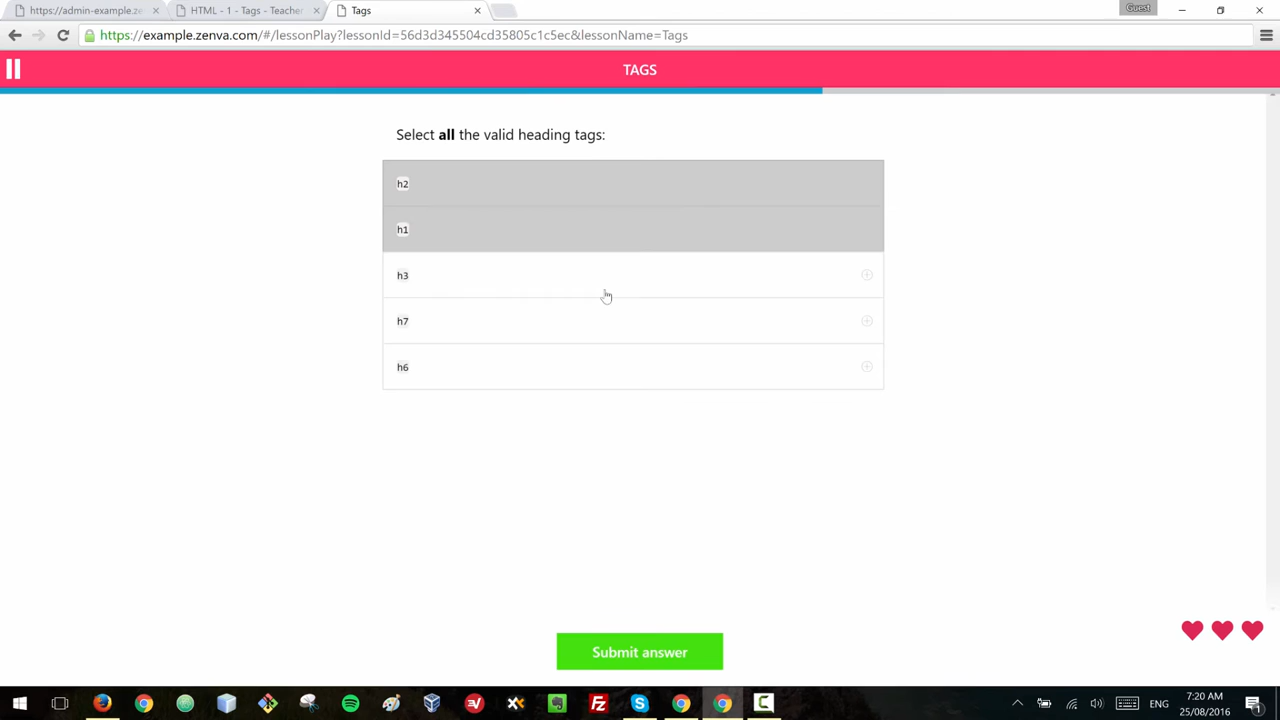 https://admin-example.ze
HTML - 1 - Tags - Teacher
Tags
Guest
https://example.zenva.com/#/lessonPlay?lessonId=56d3d345504cd35805c1c5ec&lessonName=Tags
TAGS
Select all the valid heading tags:
h2
h1
h3
h7
h6
Submit answer
ENG
7:20 AM
25/08/2016
1